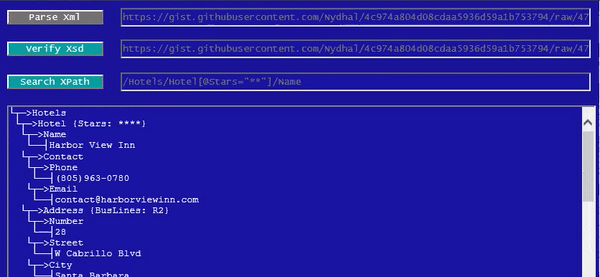 Parse Xml https://gist.githubusercontent.com/Nydhal/4c974a804d08cdaa5936d59a1b753794/raw/47
Verify Xsd https://gist.githubusercontent.com/Nydhal/4c974a804d08cdaa5936d59a1b753794/raw/47
Search XPath /Hotels/Hotel[@Stars="**"]/Name
Hotels
Hotel {Stars: ****}
Name
Harbor View Inn
Contact
Phone
(805)963-0780
Email
contact@harborviewinn.com
Address {BusLines: R2}
Number
28
Street
W Cabrillo Blvd
City
Santa Barbara